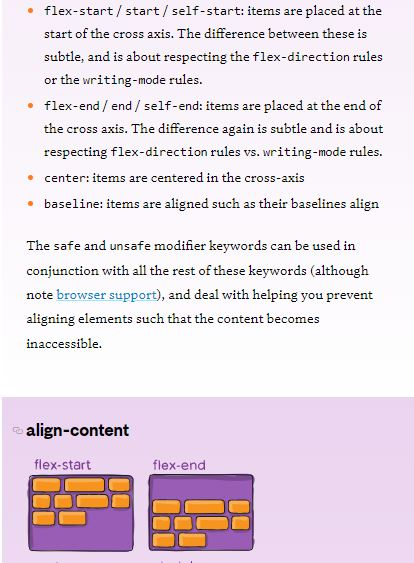 flex-start / start / self-start: items are placed at the
start of the cross axis. The difference between these is
subtle, and is about respecting the flex-direction rules
or the writing-mode rules.
flex-end / end / self-end: items are placed at the end of
the cross axis. The difference again is subtle and is about
respecting flex-direction rules vs. writing-mode rules.
center: items are centered in the cross-axis
baseline: items are aligned such as their baselines align
The safe and unsafe modifier keywords can be used in
conjunction with all the rest of these keywords (although
note browser support), and deal with helping you prevent
aligning elements such that the content becomes
inaccessible.
align-content
flex-start flex-end